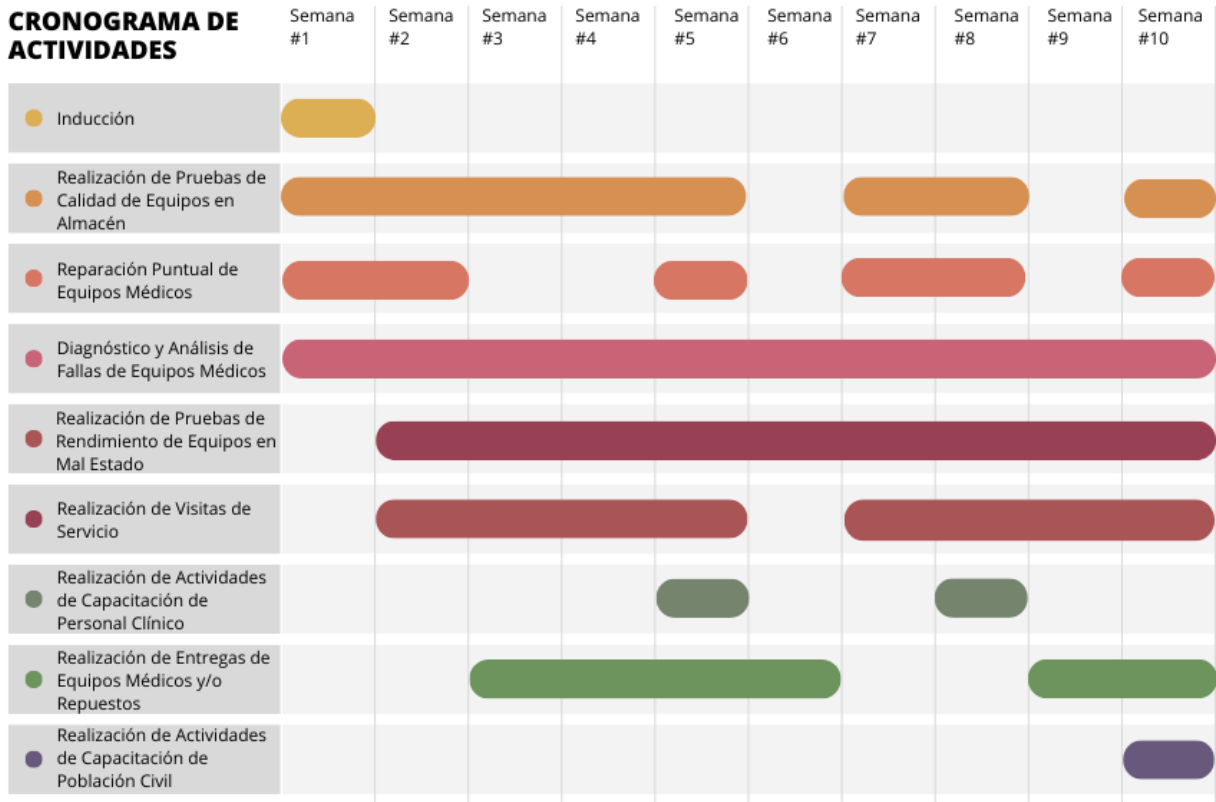 CRONOGRAMA DE
ACTIVIDADES
Semana
#1
Semana
#2
Semana
#3
Semana
#4
Semana
#5
Semana
#6
Semana
#7
Semana
#8
Semana
#9
Semana
#10
Inducción
Realización de Pruebas de
Calidad de Equipos en
Almacén
Reparación Puntual de
Equipos Médicos
Diagnóstico y Análisis de
Fallas de Equipos Médicos
Realización de Pruebas de
Rendimiento de Equipos en
Mal Estado
Realización de Visitas de
Servicio
Realización de Actividades
de Capacitación de
Personal Clínico
Realización de Entregas de
Equipos Médicos y/o
Repuestos
Realización de Actividades
de Capacitación de
Población Civil